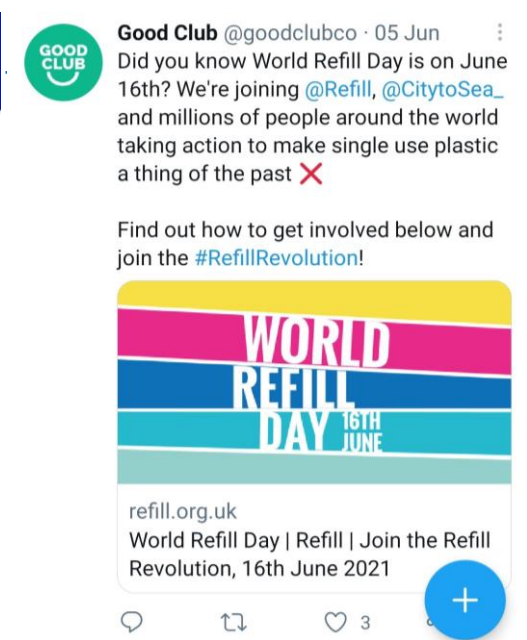 GOOD
CLUB
Good Club @goodclubco · 05 Jun
Did you know World Refill Day is on June
16th? We're joining @Refill, @CitytoSea_
and millions of people around the world
taking action to make single use plastic
a thing of the past ❌
Find out how to get involved below and
join the #RefillRevolution!
WORLD
REFILL
DAY 16TH
JUNE
refill.org.uk
World Refill Day | Refill | Join the Refill
Revolution, 16th June 2021
3